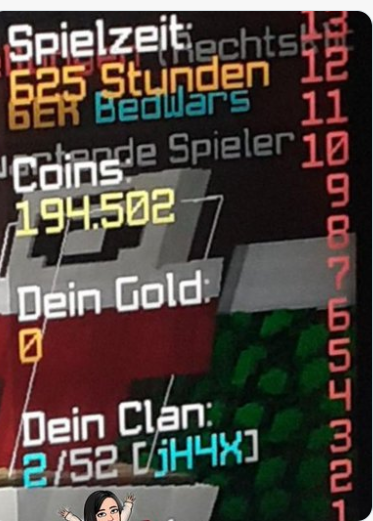 Spielzeit: 13
625 Stunden 12
BedWars 11
Spieler 10
Coins: 9
194.502 8
7
Dein Gold: 6
0 5
4
Dein Clan: 3
2/52 [jH4X] 2
1